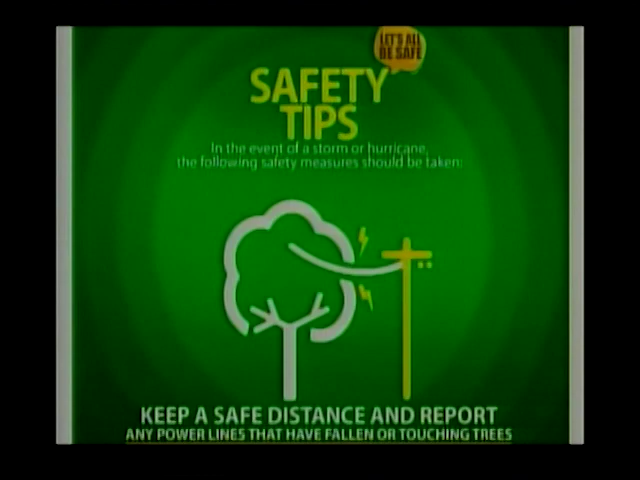 LET'S ALL
BE SAFE
SAFETY
TIPS
In the event of a storm or hurricane,
the following safety measures should be taken:
KEEP A SAFE DISTANCE AND REPORT
ANY POWER LINES THAT HAVE FALLEN OR TOUCHING TREES